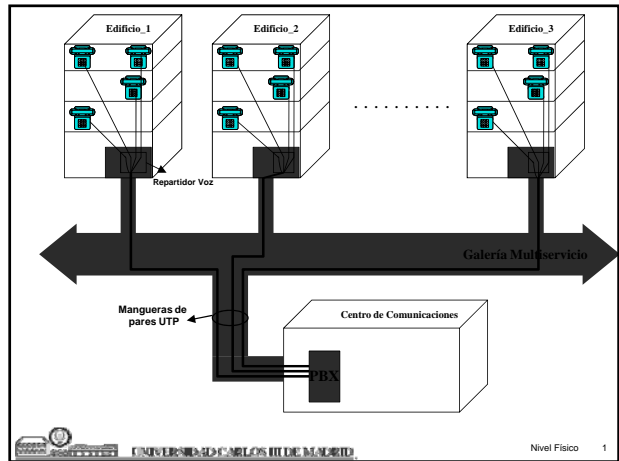 Edificio_1
Edificio_2
Edificio_3
. . . . . . . . . .
Repartidor Voz
Galería Multiservicio
Mangueras de
pares UTP
Centro de Comunicaciones
PBX
UNIVERSIDAD CARLOS III DE MADRID
Nivel Físico 1